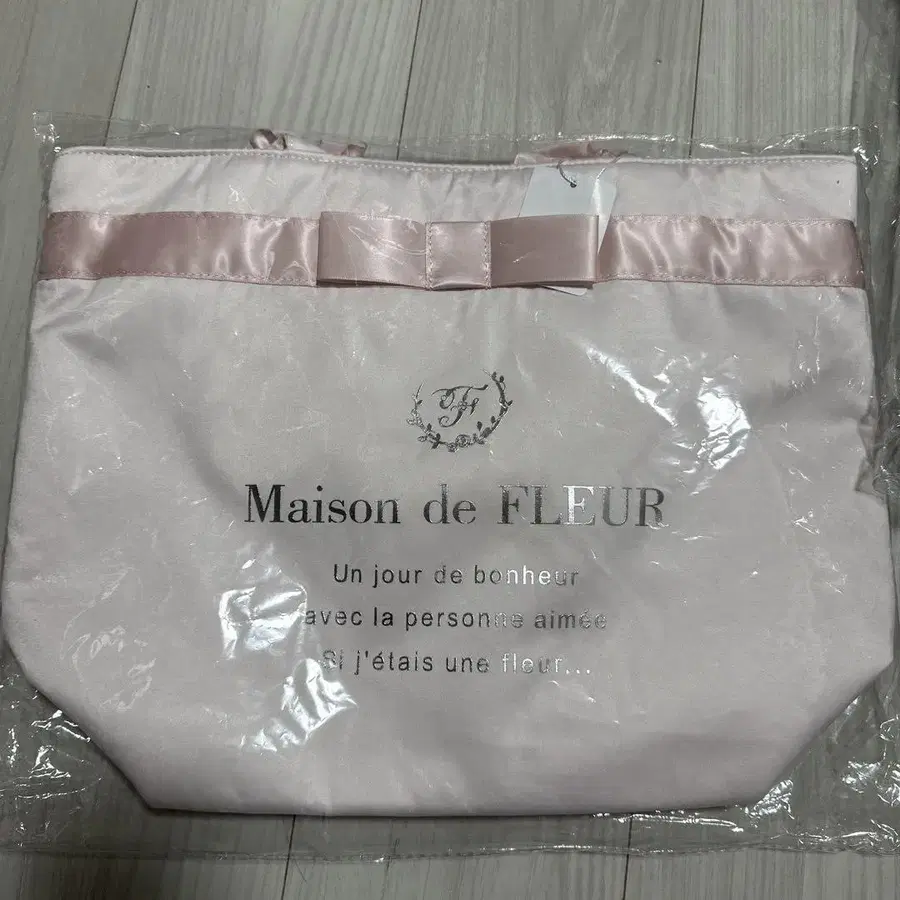 F
Maison de FLEUR
Un jour de bonheur
avec la personne aimée
Si j'étais une fleur...